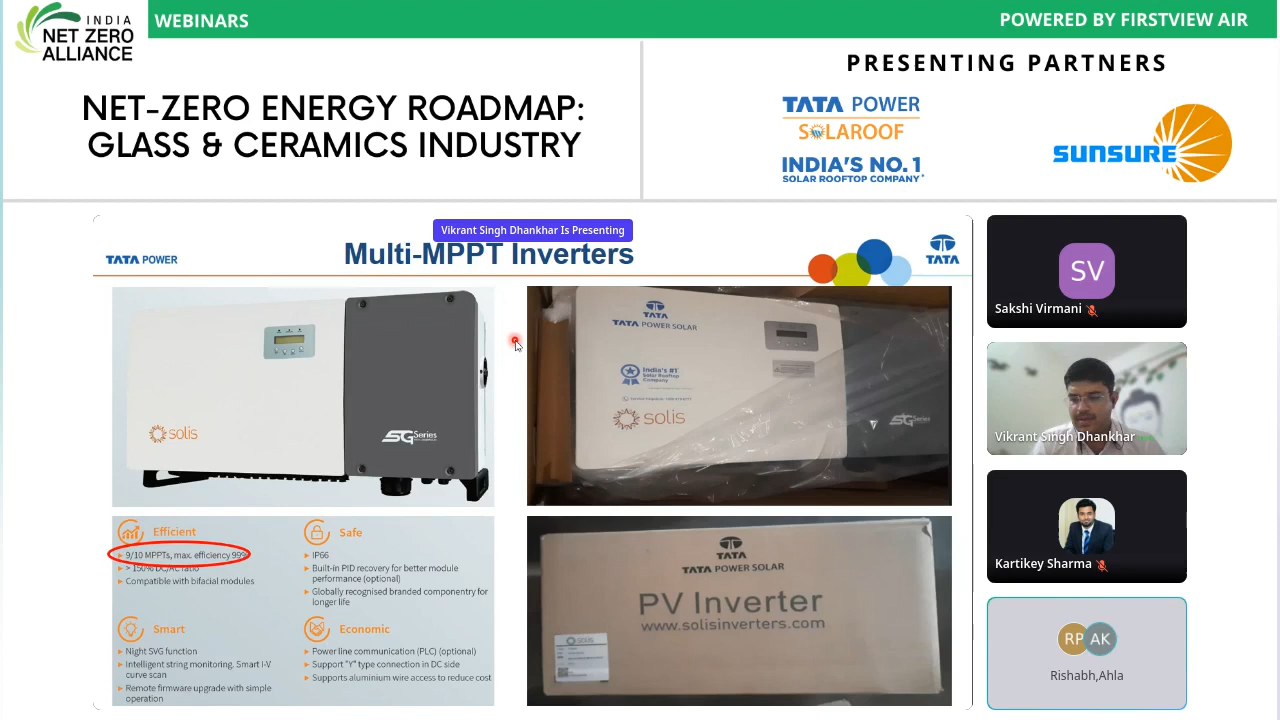 INDIA
NET ZERO
ALLIANCE
WEBINARS
POWERED BY FIRSTVIEW AIR
NET-ZERO ENERGY ROADMAP:
GLASS & CERAMICS INDUSTRY
PRESENTING PARTNERS
TATA POWER
SOLAROOF
INDIA'S NO.1
SOLAR ROOFTOP COMPANY*
SUNSURE
Vikrant Singh Dhankhar Is Presenting
TATA POWER
Multi-MPPT Inverters
TATA
solis
5G Series
TATA
TATA POWER SOLAR
India's #1
Solar Rooftop
Company
solis
5G Series
Efficient
9/10 MPPTs, max. efficiency 99%
> 150% DC/AC ratio
Compatible with bifacial modules
Safe
IP66
Built-in PID recovery for better module
performance (optional)
Globally recognised branded componentry for
longer life
Smart
Night SVG function
Intelligent string monitoring, Smart I-V
curve scan
Remote firmware upgrade with simple
operation
Economic
Power line communication (PLC) (optional)
Support "Y" type connection in DC side
Supports aluminium wire access to reduce cost
TATA
TATA POWER SOLAR
PV Inverter
www.solisinverters.com
solis
SV
Sakshi Virmani
Vikrant Singh Dhankhar
Kartikey Sharma
RP AK
Rishabh,Ahla